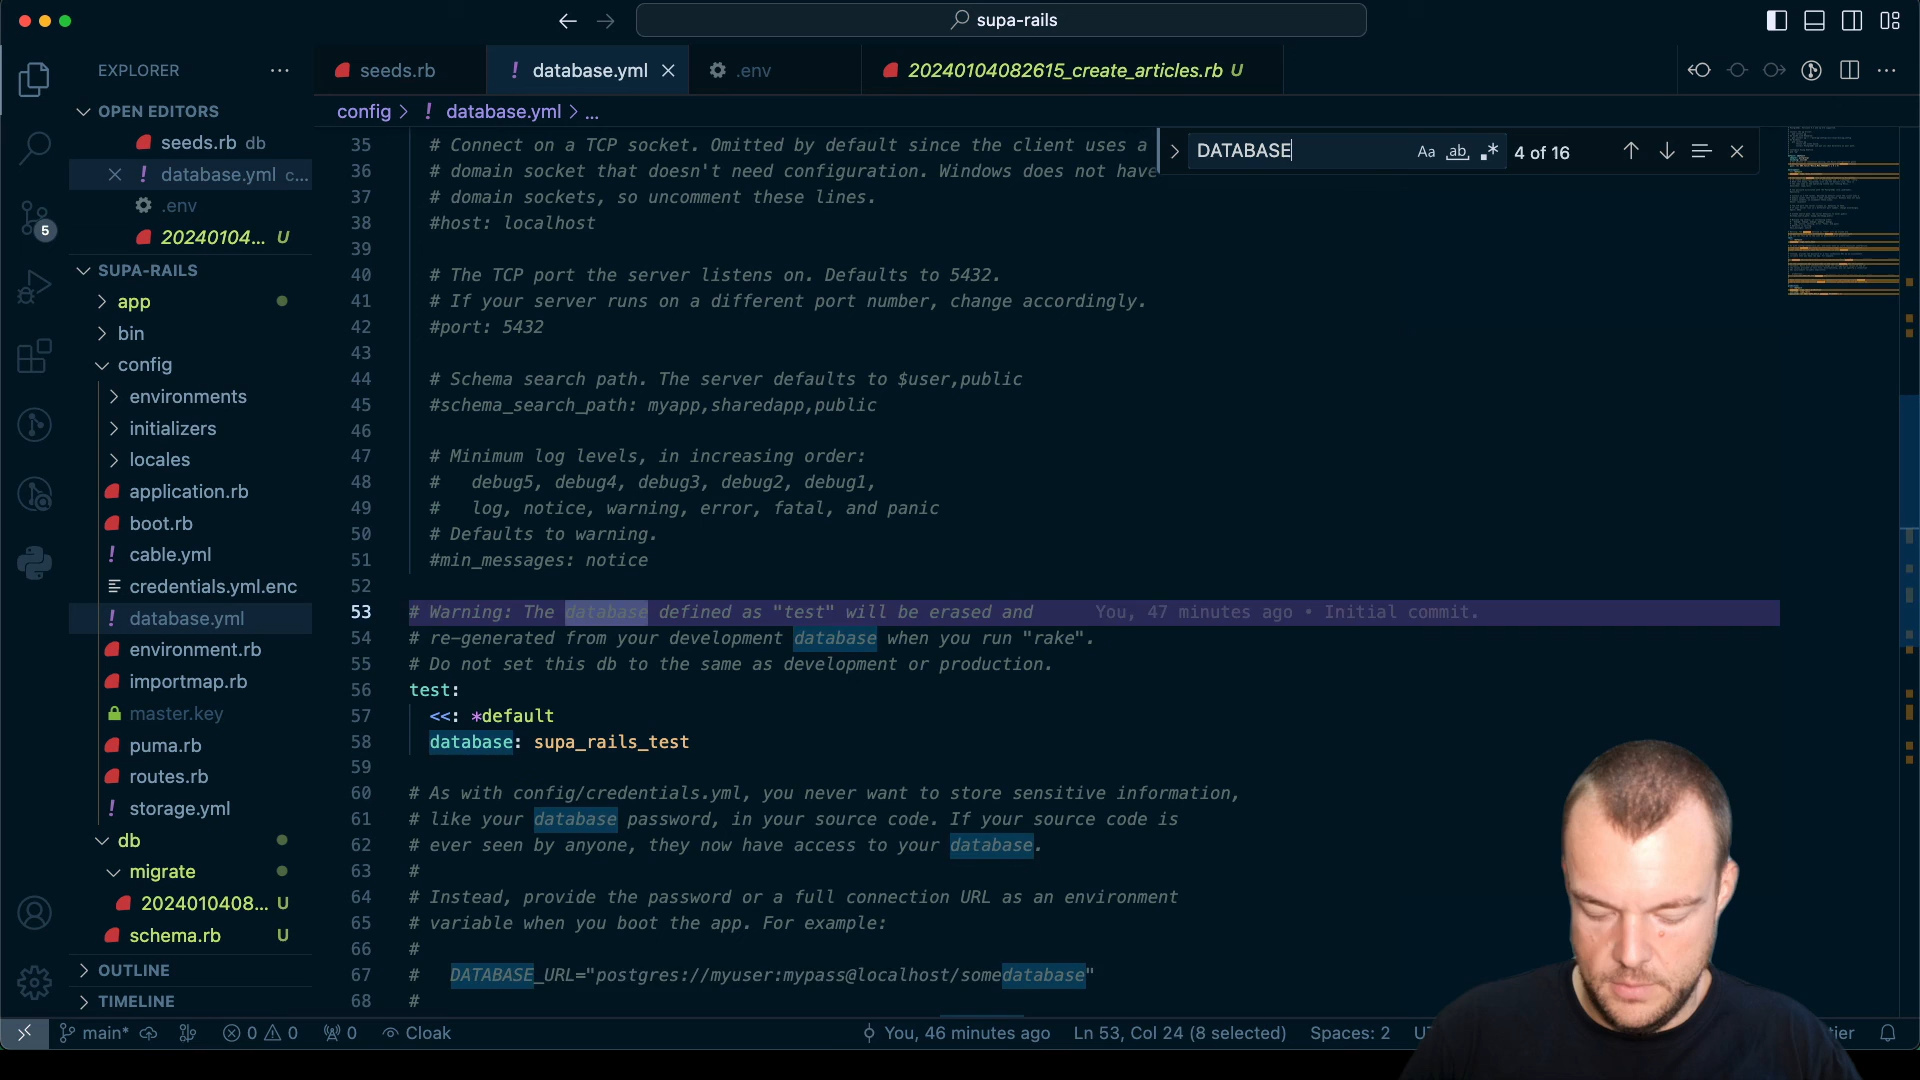 supa-rails
EXPLORER
seeds.rb
! database.yml
.env
20240104082615_create_articles.rb U
OPEN EDITORS
seeds.rb db
! database.yml c...
.env
20240104... U
SUPA-RAILS
app
bin
config
environments
initializers
locales
application.rb
boot.rb
! cable.yml
credentials.yml.enc
! database.yml
environment.rb
importmap.rb
master.key
puma.rb
routes.rb
! storage.yml
db
migrate
2024010408... U
schema.rb U
OUTLINE
TIMELINE
5
config > ! database.yml > ...
DATABASE
Aa ab .* 4 of 16
35 # Connect on a TCP socket. Omitted by default since the client uses a
36 # domain socket that doesn't need configuration. Windows does not have
37 # domain sockets, so uncomment these lines.
38 #host: localhost
39
40 # The TCP port the server listens on. Defaults to 5432.
41 # If your server runs on a different port number, change accordingly.
42 #port: 5432
43
44 # Schema search path. The server defaults to $user,public
45 #schema_search_path: myapp,sharedapp,public
46
47 # Minimum log levels, in increasing order:
48 #   debug5, debug4, debug3, debug2, debug1,
49 #   log, notice, warning, error, fatal, and panic
50 # Defaults to warning.
51 #min_messages: notice
52
53 # Warning: The database defined as "test" will be erased and You, 47 minutes ago • Initial commit.
54 # re-generated from your development database when you run "rake".
55 # Do not set this db to the same as development or production.
56 test:
57 <<: *default
58 database: supa_rails_test
59
60 # As with config/credentials.yml, you never want to store sensitive information,
61 # like your database password, in your source code. If your source code is
62 # ever seen by anyone, they now have access to your database.
63 #
64 # Instead, provide the password or a full connection URL as an environment
65 # variable when you boot the app. For example:
66 #
67 #   DATABASE_URL="postgres://myuser:mypass@localhost/somedatabase"
68 #
main* 0 0 0 Cloak You, 46 minutes ago Ln 53, Col 24 (8 selected) Spaces: 2